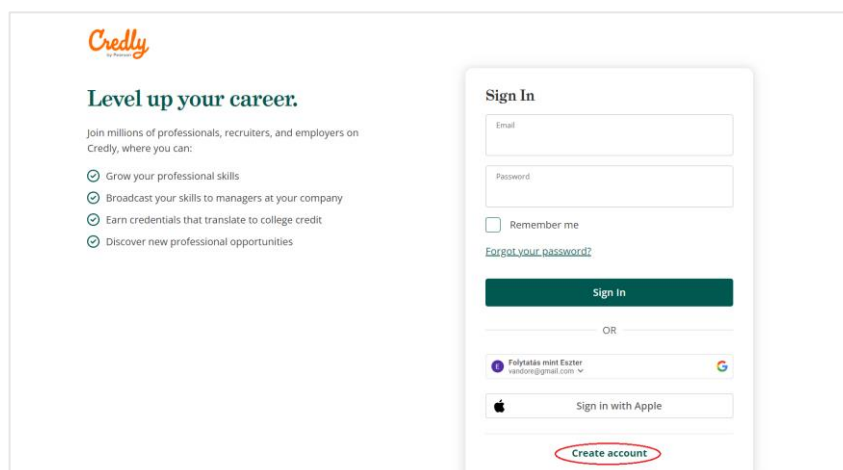 Credly
by Pearson
Level up your career.
Join millions of professionals, recruiters, and employers on
Credly, where you can:
Grow your professional skills
Broadcast your skills to managers at your company
Earn credentials that translate to college credit
Discover new professional opportunities
Sign In
Email
Password
Remember me
Forgot your password?
Sign In
OR
E
Folytatás mint Eszter
vandore@gmail.com
G
Sign in with Apple
Create account